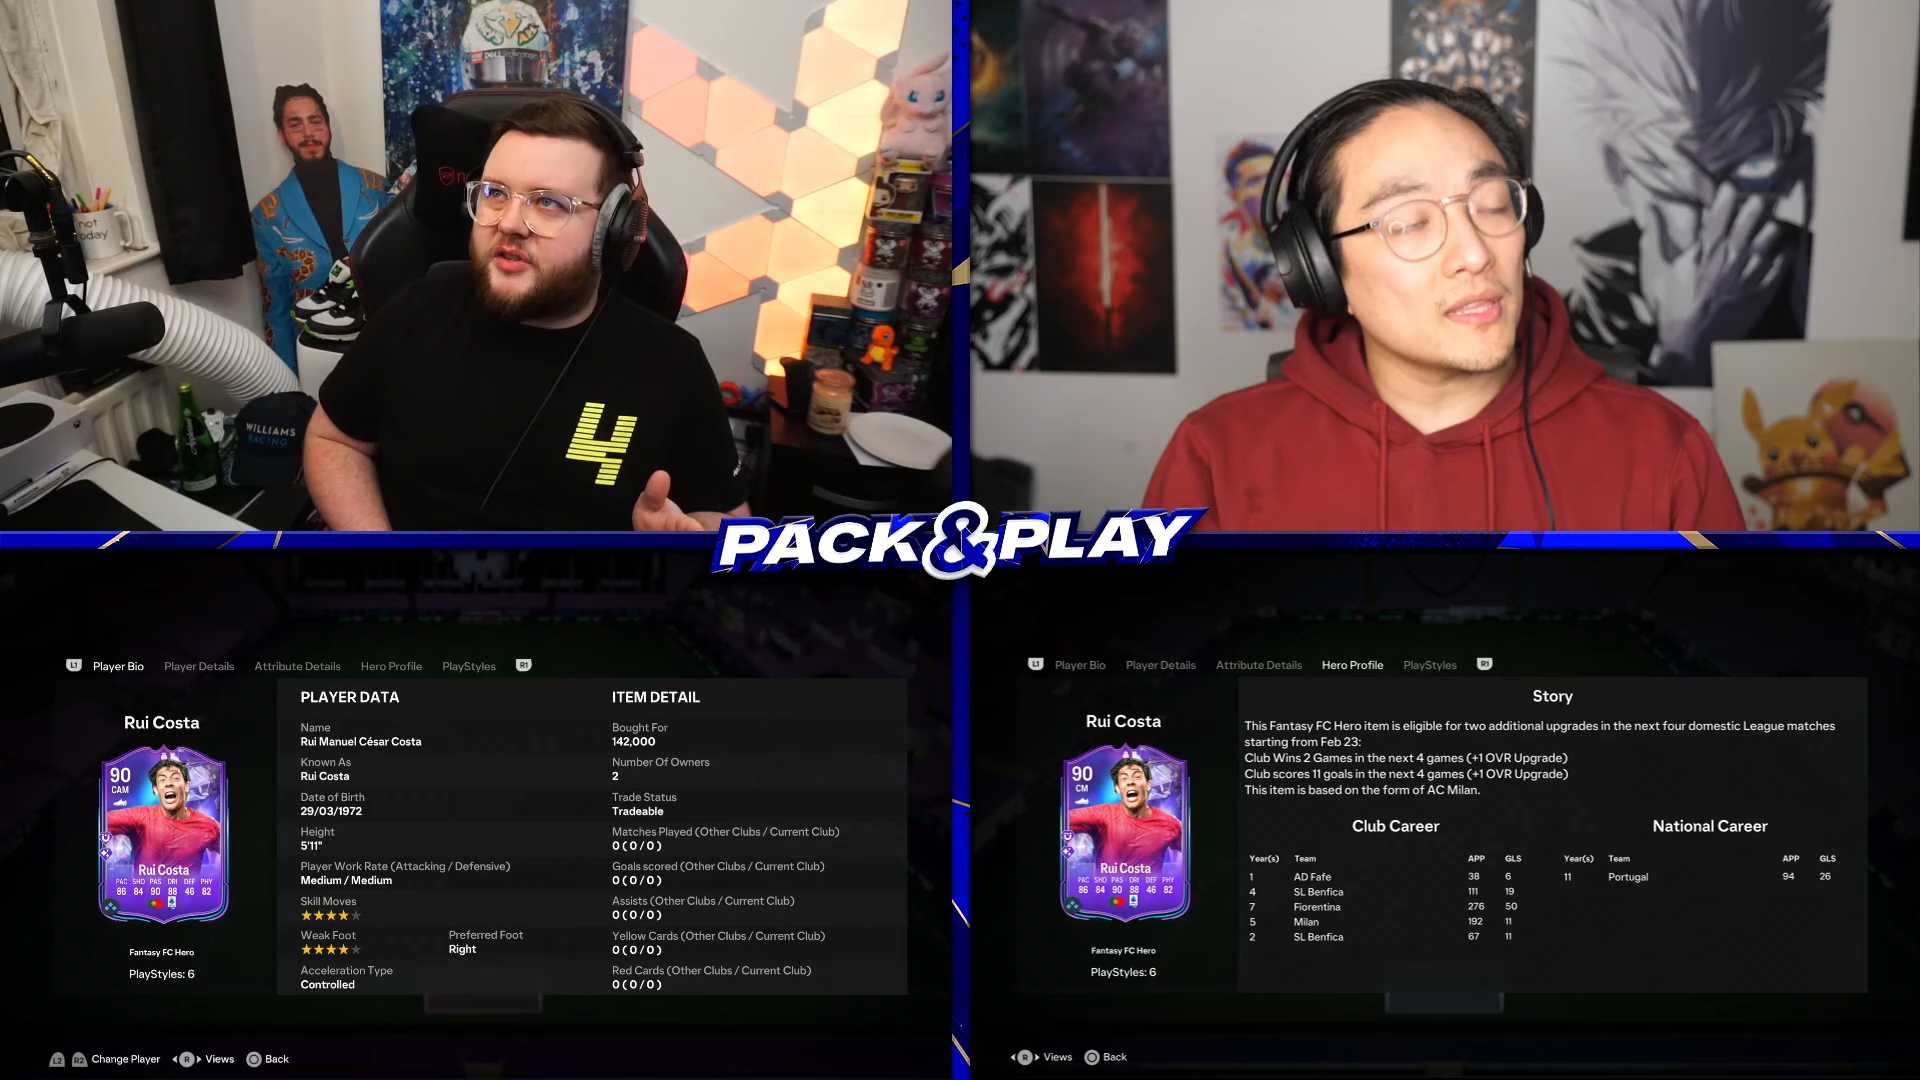 not
today
DELL
WILLIAMS
RACING
4
PACK&PLAY
L1 Player Bio Player Details Attribute Details Hero Profile PlayStyles R1
Rui Costa
90
CAM
Rui Costa
PAC SHO PAS DRI DEF PHY
86 84 90 88 46 82
Fantasy FC Hero
PlayStyles: 6
PLAYER DATA
Name
Rui Manuel César Costa
Known As
Rui Costa
Date of Birth
29/03/1972
Height
5'11"
Player Work Rate (Attacking / Defensive)
Medium / Medium
Skill Moves
Weak Foot Preferred Foot
Right
Acceleration Type
Controlled
ITEM DETAIL
Bought For
142,000
Number Of Owners
2
Trade Status
Tradeable
Matches Played (Other Clubs / Current Club)
0 ( 0 / 0 )
Goals scored (Other Clubs / Current Club)
0 ( 0 / 0 )
Assists (Other Clubs / Current Club)
0 ( 0 / 0 )
Yellow Cards (Other Clubs / Current Club)
0 ( 0 / 0 )
Red Cards (Other Clubs / Current Club)
0 ( 0 / 0 )
L2 R2 Change Player R Views Back
L1 Player Bio Player Details Attribute Details Hero Profile PlayStyles R1
Rui Costa
90
CM
Rui Costa
PAC SHO PAS DRI DEF PHY
86 84 90 88 46 82
Fantasy FC Hero
PlayStyles: 6
Story
This Fantasy FC Hero item is eligible for two additional upgrades in the next four domestic League matches
starting from Feb 23:
Club Wins 2 Games in the next 4 games (+1 OVR Upgrade)
Club scores 11 goals in the next 4 games (+1 OVR Upgrade)
This item is based on the form of AC Milan.
Club Career
Year(s) Team APP GLS
1 AD Fafe 38 6
4 SL Benfica 111 19
7 Fiorentina 276 50
5 Milan 192 11
2 SL Benfica 67 11
National Career
Year(s) Team APP GLS
11 Portugal 94 26
R Views Back